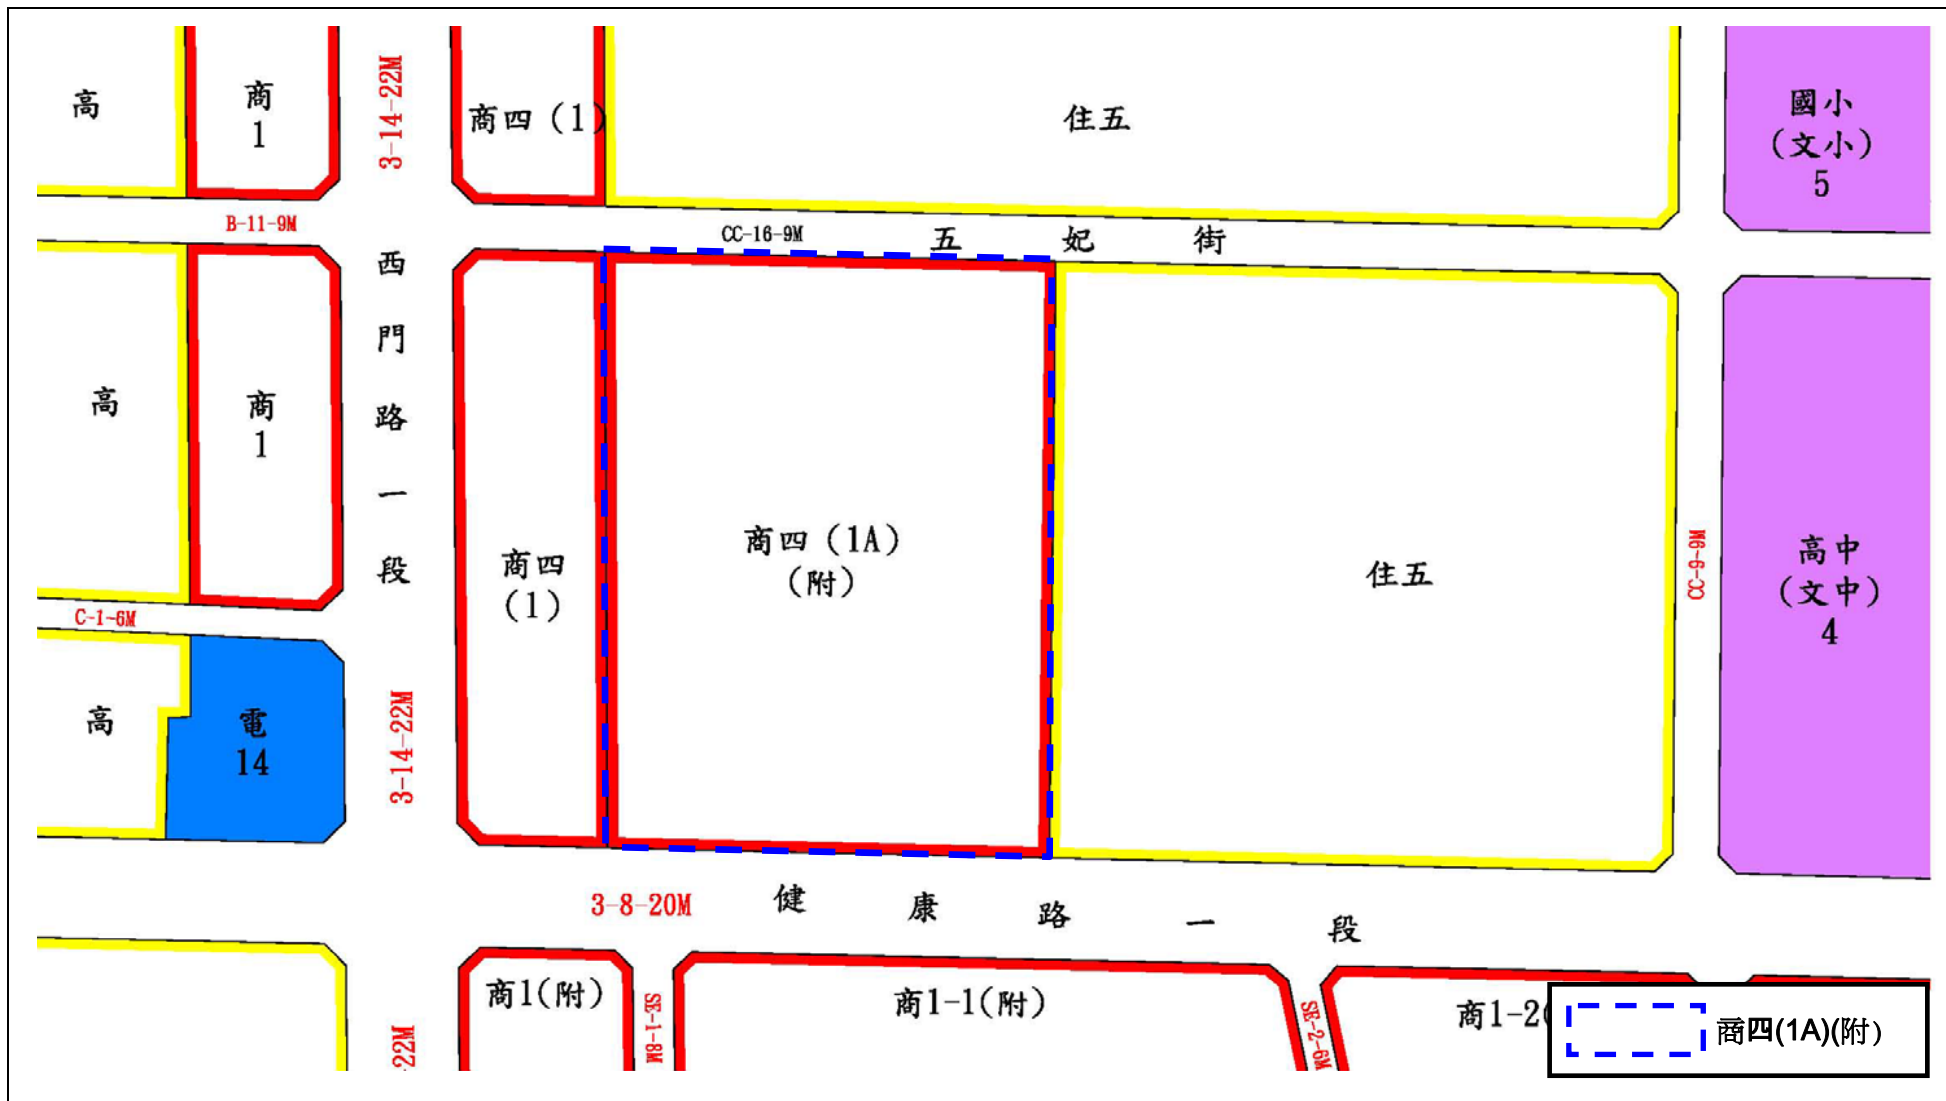 高
商
1
3-14-22M
商四(1)
住五
國小
(文小)
5
B-11-9M
CC-16-9M
五妃街
西門路一段
高
商
1
商四
(1)
商四(1A)
(附)
住五
CC-9-9M
高中
(文中)
4
C-1-6M
高
電
14
3-14-22M
3-8-20M
健康路一段
商1(附)
SE-1-8M
商1-1(附)
SE-2-6M
商1-2(
22M
商四(1A)(附)